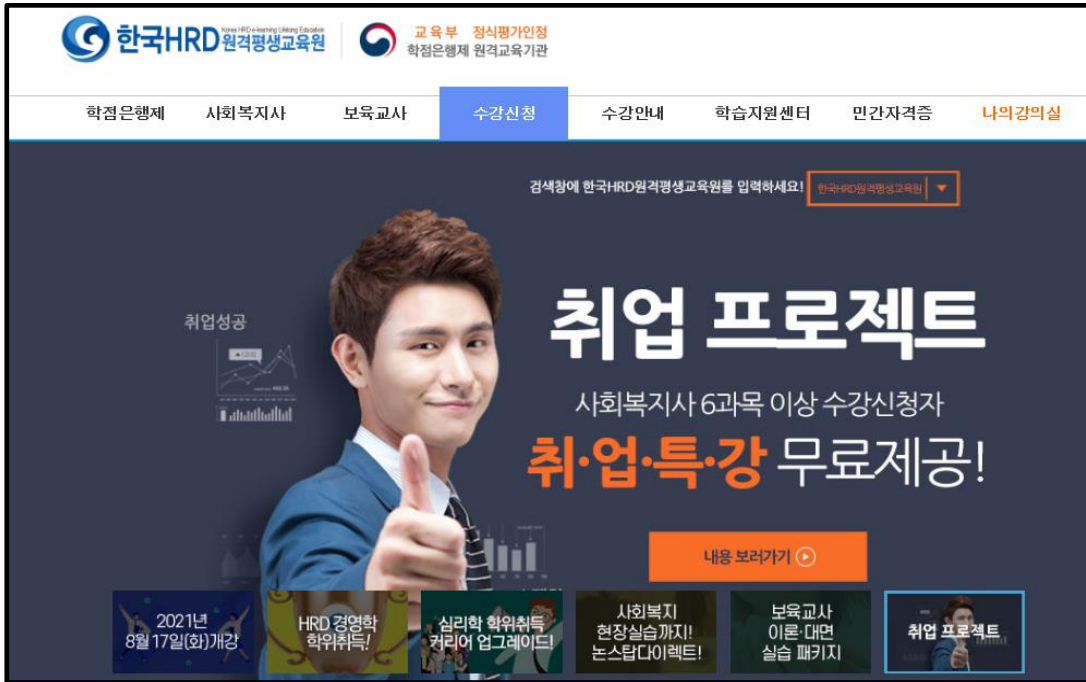 한국HRD
Korea HRD e-learning Lifelong Education
원격평생교육원
교육부 정식평가인정
학점은행제 원격교육기관
학점은행제 사회복지사 보육교사 수강신청 수강안내 학습지원센터 민간자격증 나의강의실
검색창에 한국HRD원격평생교육원를 입력하세요! 한국HRD원격평생교육원
취업성공
취업 프로젝트
사회복지사 6과목 이상 수강신청자
취·업·특·강 무료제공!
내용 보러가기
2021년
8월 17일(화)개강
HRD 경영학
학위취득!
심리학 학위취득
커리어 업그레이드!
사회복지
현장실습까지!
논스탑다이렉트!
보육교사
이론·대면
실습 패키지
취업 프로젝트